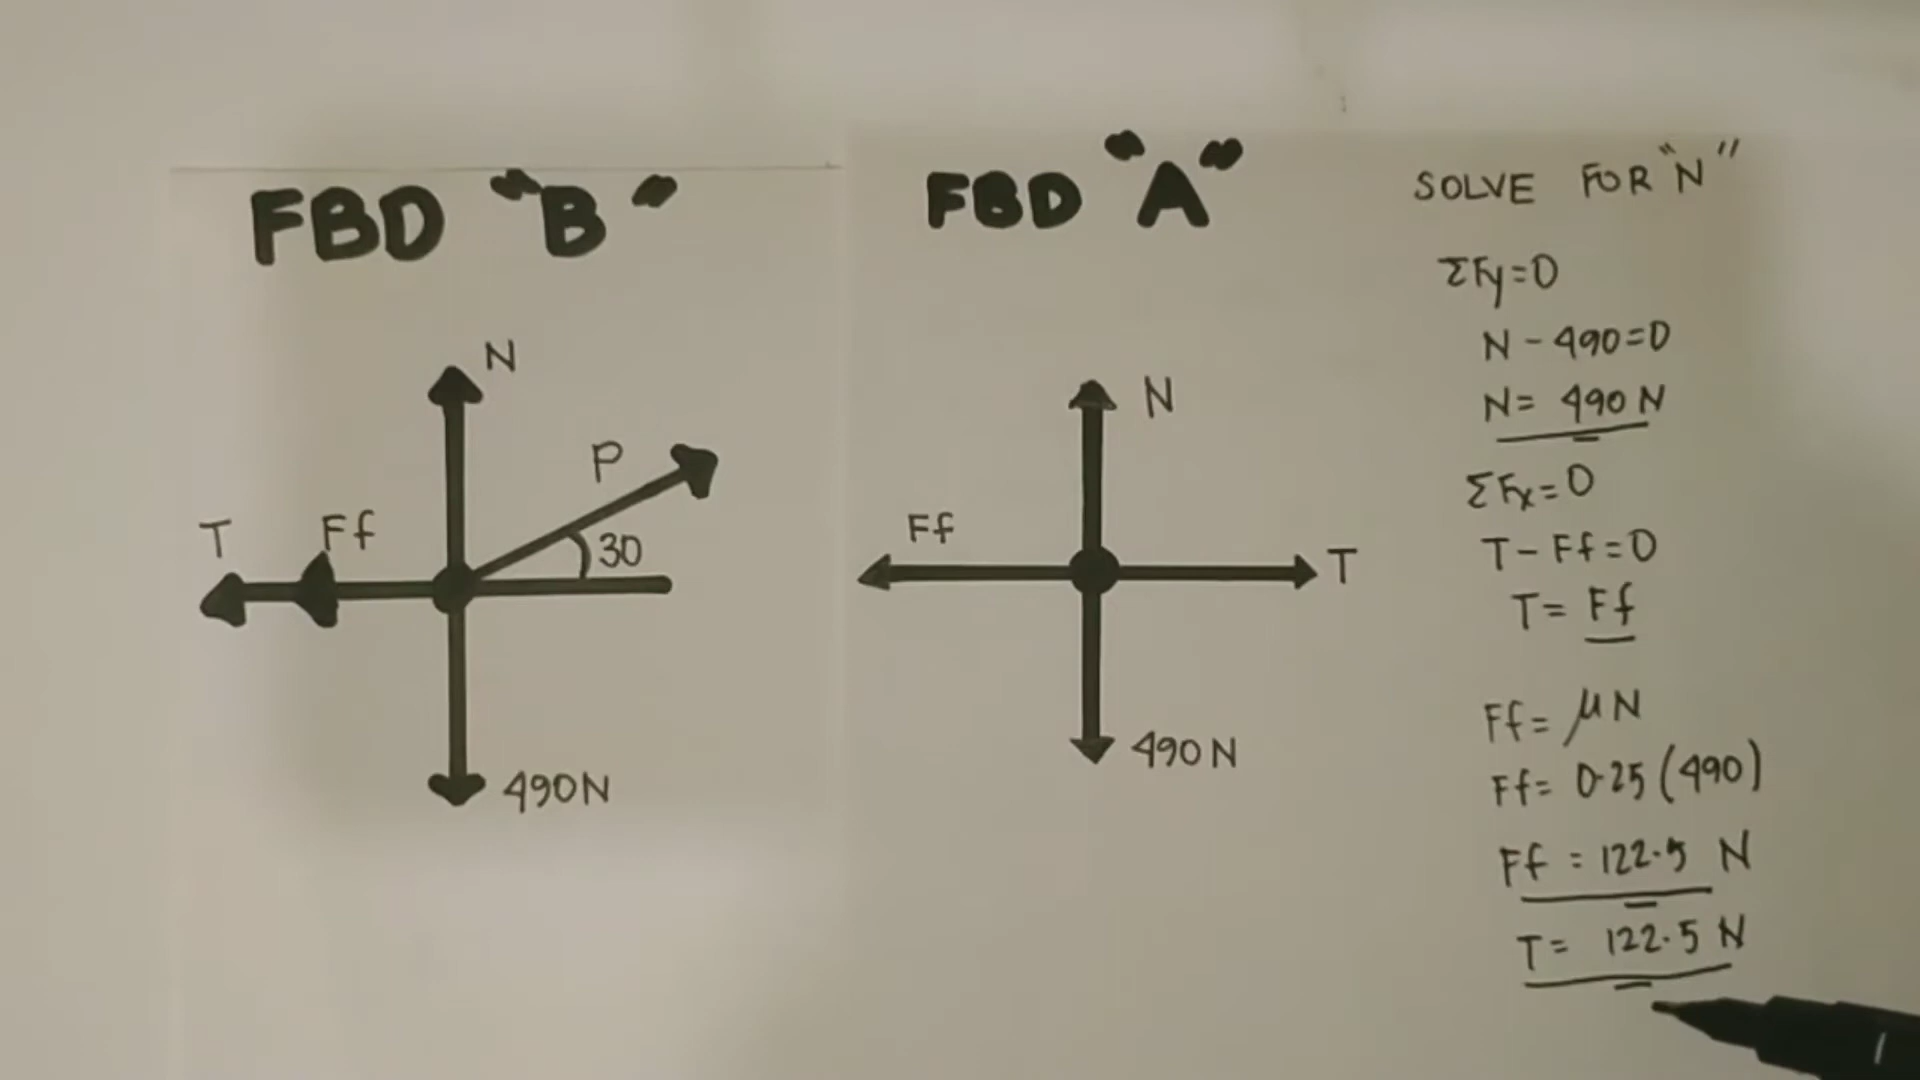 FBD "B"
N
P
T
Ff
30
490N
FBD "A"
N
Ff
T
490N
SOLVE FOR "N"
ΣFy=0
N-490=0
N= 490 N
ΣFx=0
T-Ff=0
T= Ff
Ff= μN
Ff= 0.25 (490)
Ff = 122.5 N
T= 122.5 N